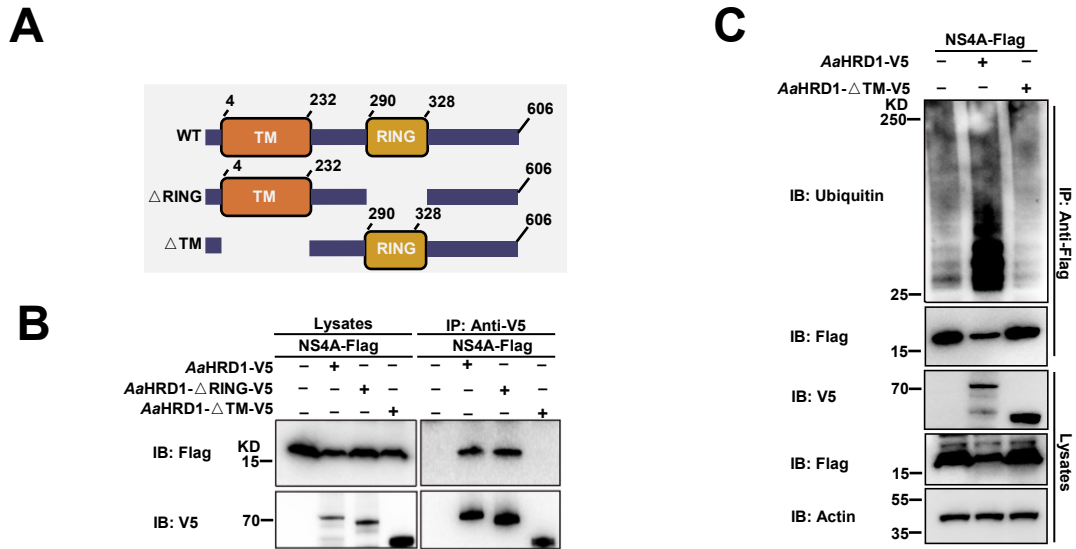 A
4 232 290 328 606
WT TM RING
4 232 606
△RING TM
290 328 606
△TM RING
B
Lysates IP: Anti-V5
NS4A-Flag NS4A-Flag
AaHRD1-V5 – + – – – + – –
AaHRD1-△RING-V5 – – + – – – + –
AaHRD1-△TM-V5 – – – + – – – +
IB: Flag KD
15
IB: V5 70
C
NS4A-Flag
AaHRD1-V5 – + –
AaHRD1-△TM-V5 – – +
KD
250
IB: Ubiquitin
25
IB: Flag
15
IP: Anti-Flag
70
IB: V5
IB: Flag
15
55
IB: Actin
35
Lysates